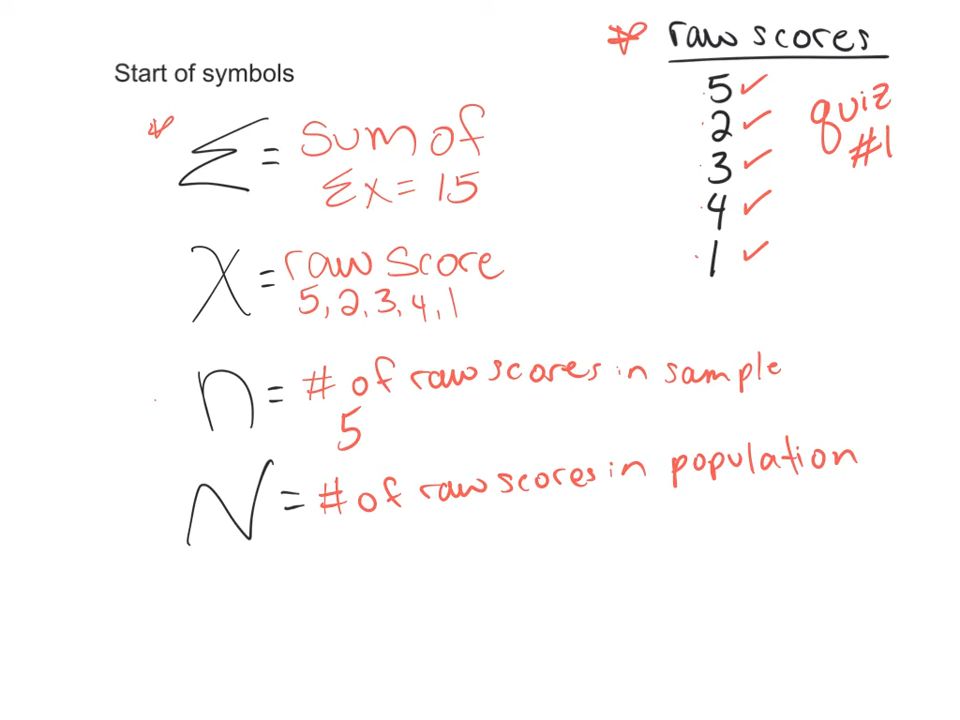 Start of symbols
Σ = sum of
Σx = 15
X = raw score
5, 2, 3, 4, 1
n = # of raw scores in sample
5
N = # of raw scores in population
* raw scores
5 ✓
2 ✓
3 ✓
4 ✓
1 ✓
quiz
#1